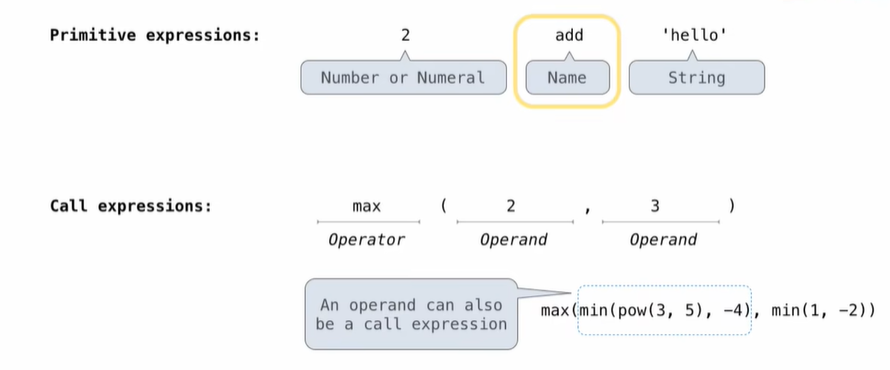 Primitive expressions: 2 add 'hello'
Number or Numeral Name String
Call expressions: max ( 2 , 3 )
Operator Operand Operand
An operand can also
be a call expression
max(min(pow(3, 5), −4), min(1, −2))